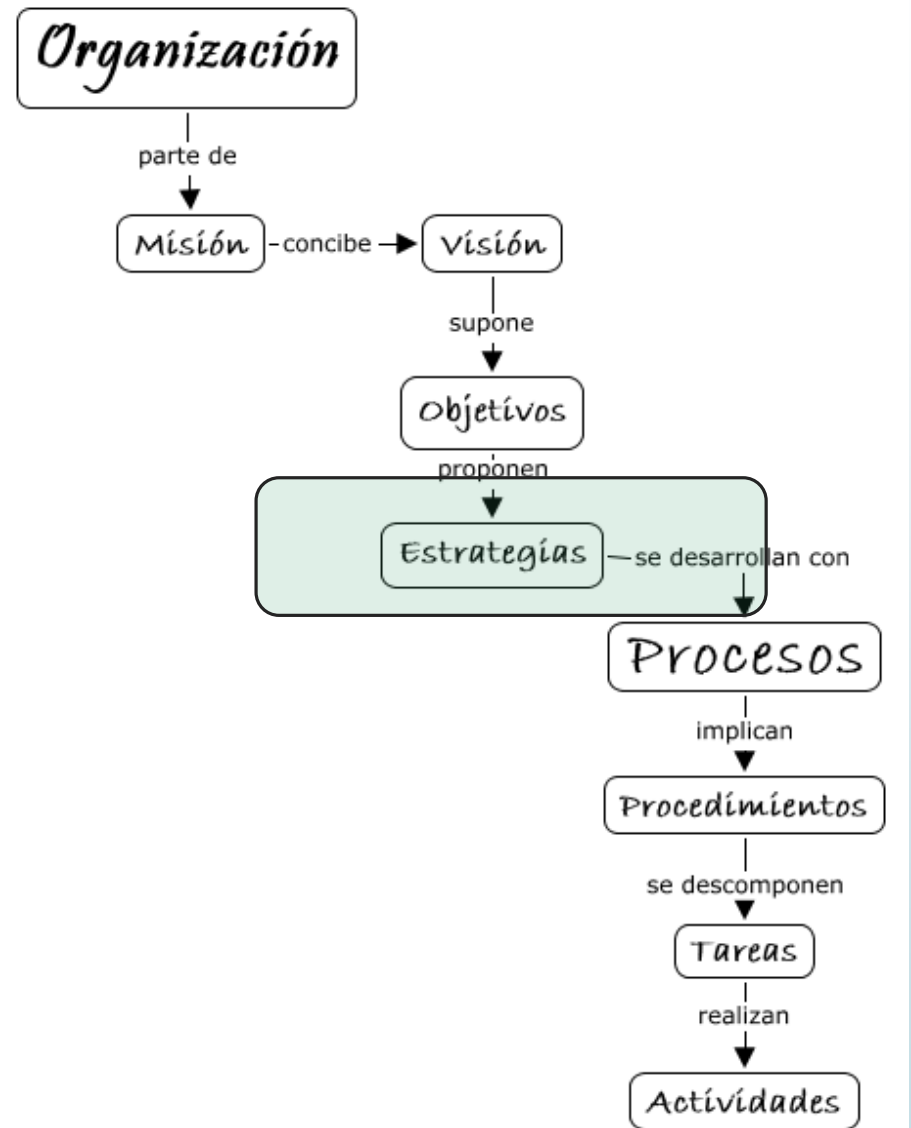 Organización
parte de
Misión concibe Visión
supone
Objetivos
proponen
Estrategias se desarrollan con
Procesos
implican
Procedimientos
se descomponen
Tareas
realizan
Actividades